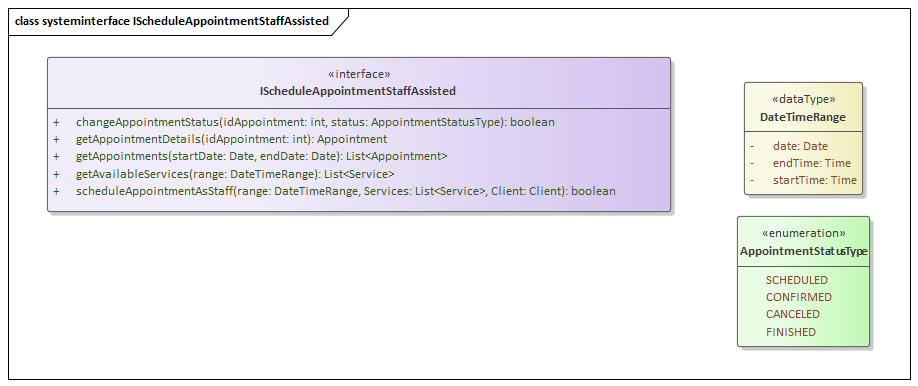 class systeminterface IScheduleAppointmentStaffAssisted
«interface»
IScheduleAppointmentStaffAssisted
+ changeAppointmentStatus(idAppointment: int, status: AppointmentStatusType): boolean
+ getAppointmentDetails(idAppointment: int): Appointment
+ getAppointments(startDate: Date, endDate: Date): List<Appointment>
+ getAvailableServices(range: DateTimeRange): List<Service>
+ scheduleAppointmentAsStaff(range: DateTimeRange, Services: List<Service>, Client: Client): boolean
«dataType»
DateTimeRange
- date: Date
- endTime: Time
- startTime: Time
«enumeration»
AppointmentStatusType
SCHEDULED
CONFIRMED
CANCELED
FINISHED